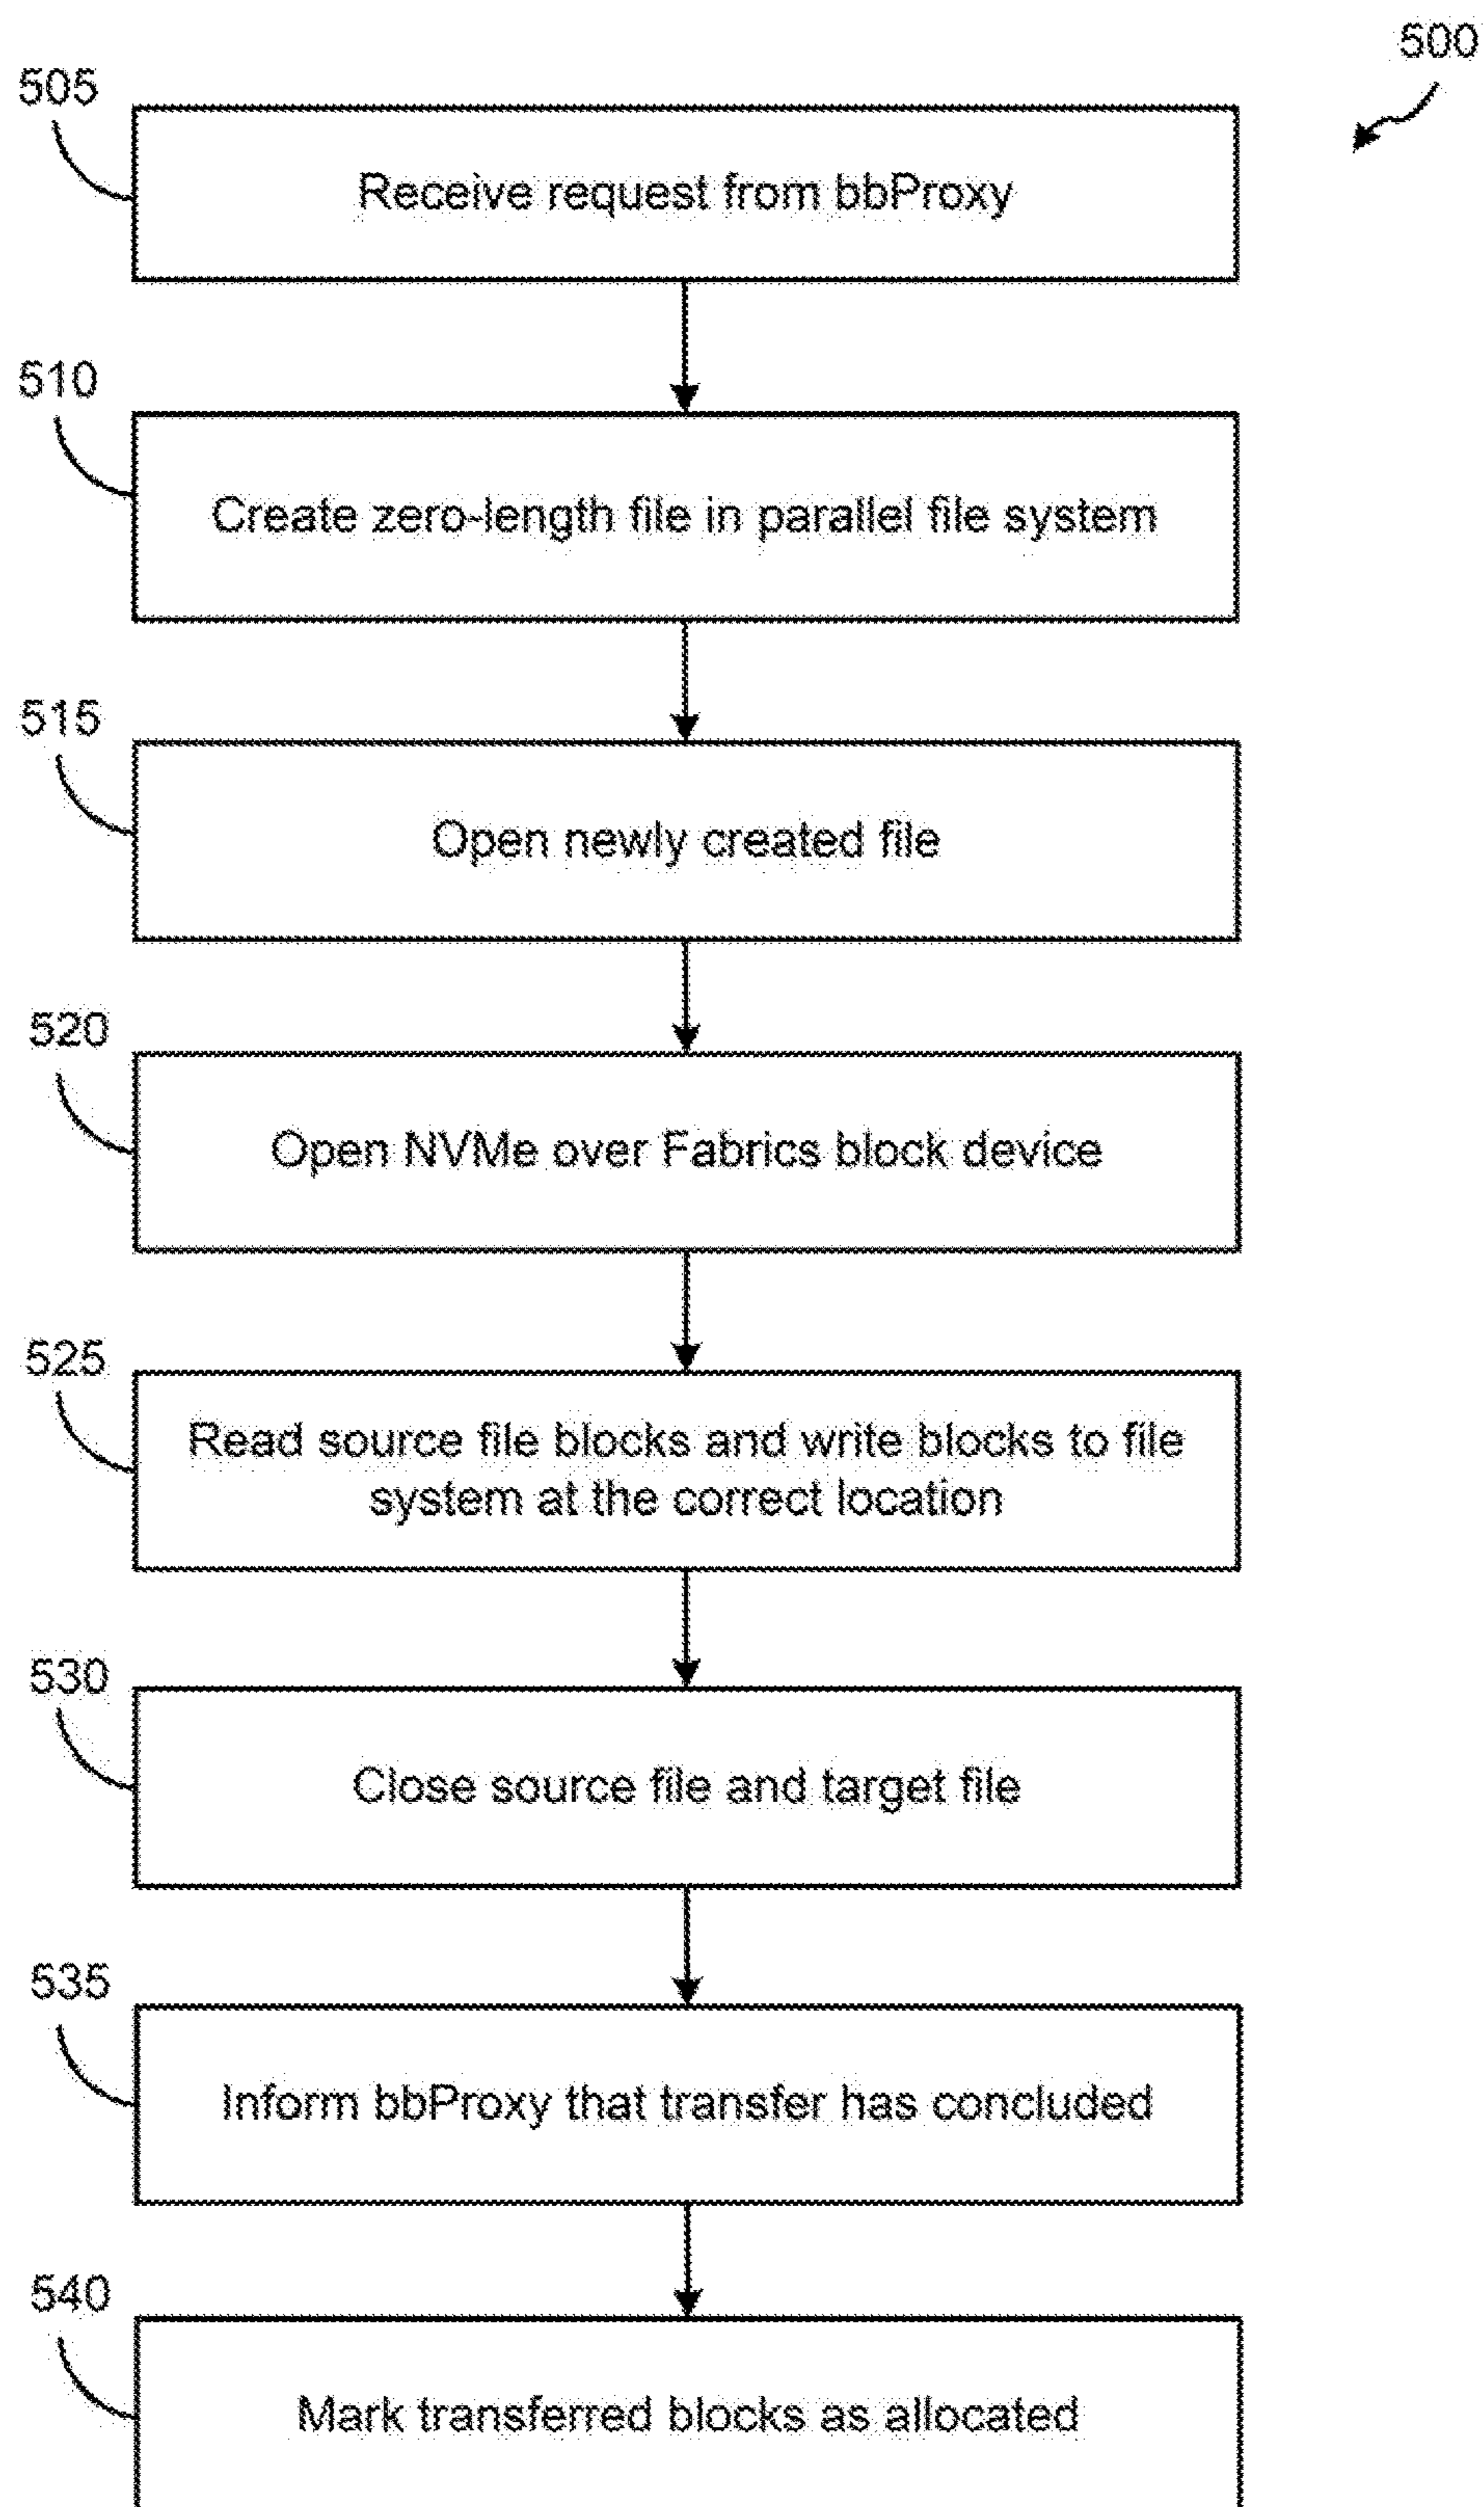 500
505
Receive request from bbProxy
510
Create zero-length file in parallel file system
515
Open newly created file
520
Open NVMe over Fabrics block device
525
Read source file blocks and write blocks to file
system at the correct location
530
Close source file and target file
535
Inform bbProxy that transfer has concluded
540
Mark transferred blocks as allocated